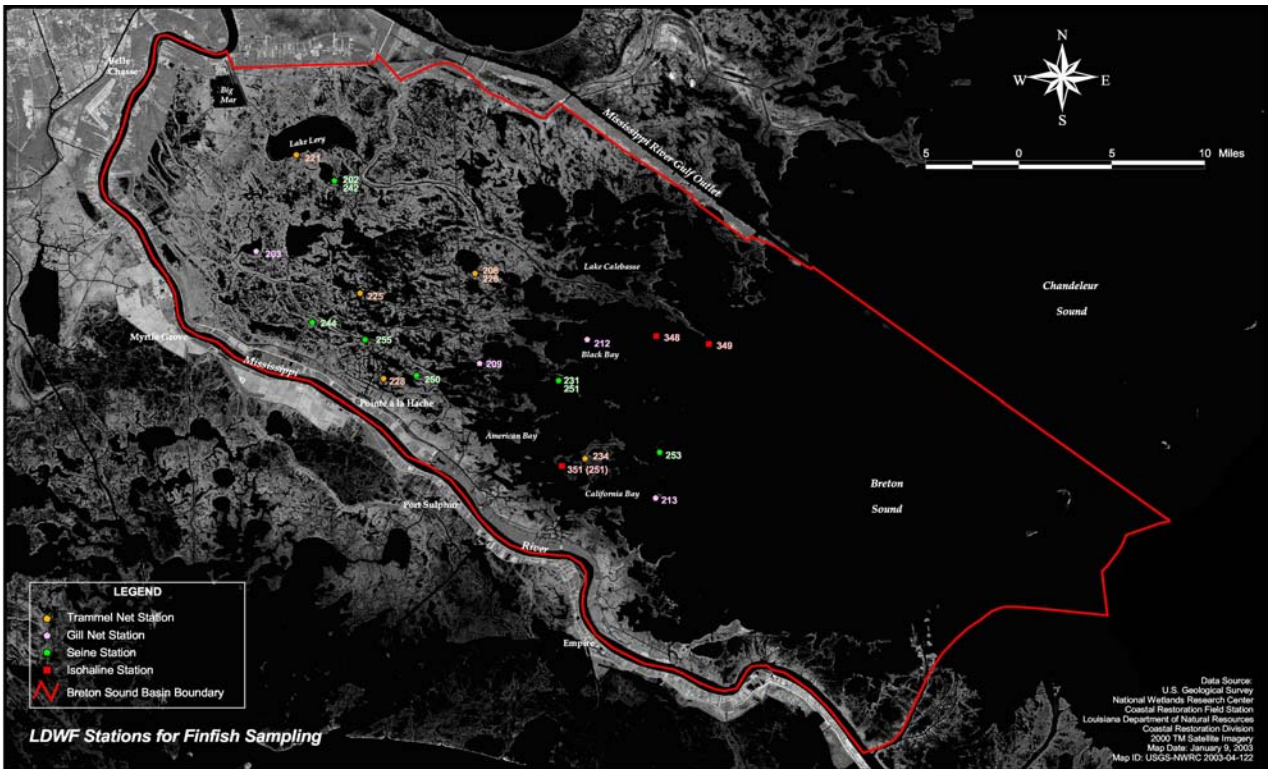 Belle
Chasse
Big
Mar
Lake Lery
221
202
242
203
Mississippi River Gulf Outlet
N
W E
S
5 0 5 10 Miles
206
226
Lake Calebasse
225
Chandeleur
Sound
244
255
Myrtle Grove
Mississippi
212
Black Bay
348
349
209
228
250
231
251
Pointe à la Hache
American Bay
234
351 (251)
253
California Bay
213
Breton
Sound
Port Sulphur
River
Empire
LEGEND
Trammel Net Station
Gill Net Station
Seine Station
Isohaline Station
Breton Sound Basin Boundary
LDWF Stations for Finfish Sampling
Data Source:
U.S. Geological Survey
National Wetlands Research Center
Coastal Restoration Field Station
Louisiana Department of Natural Resources
Coastal Restoration Division
2000 TM Satellite Imagery
Map Date: January 9, 2003
Map ID: USGS-NWRC 2003-04-122